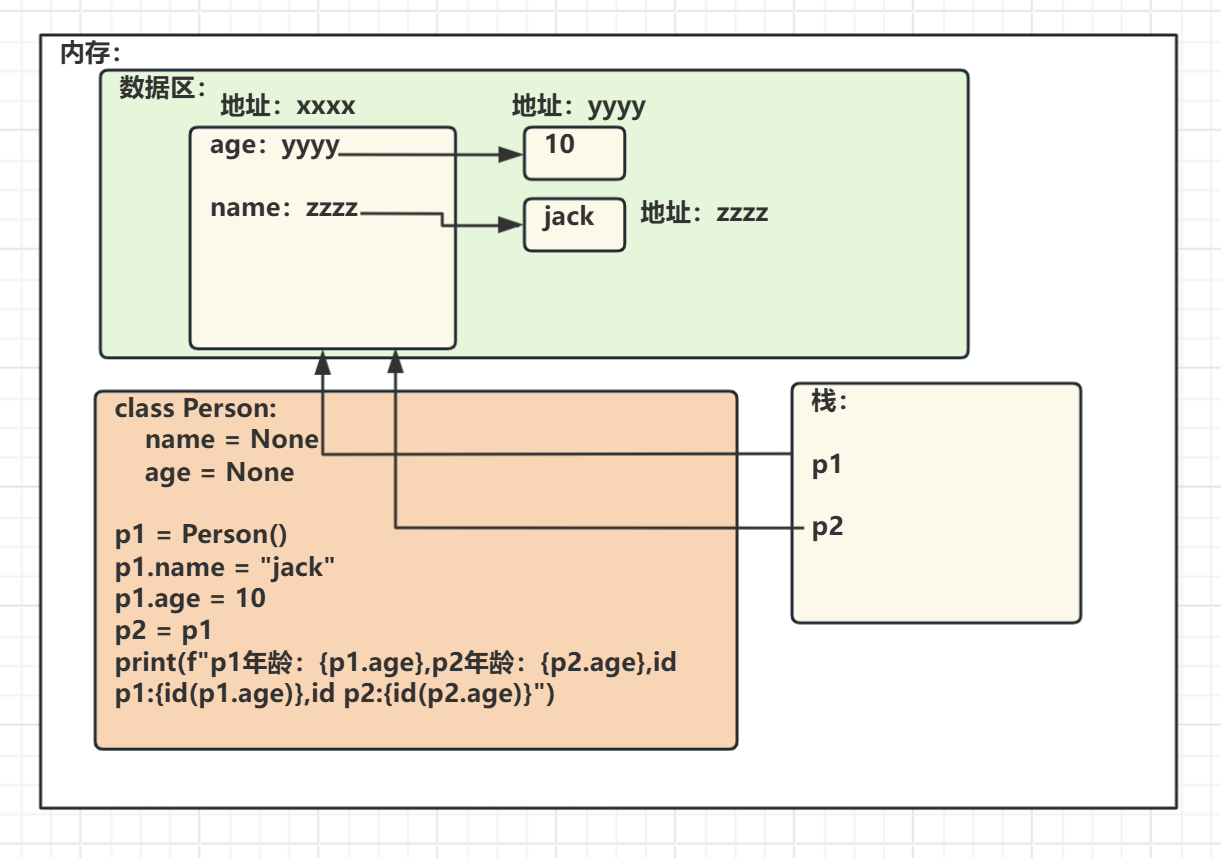 内存：
数据区：
地址：xxxx
地址：yyyy
age：yyyy
10
name：zzzz
jack
地址：zzzz
class Person:
    name = None
    age = None
p1 = Person()
p1.name = "jack"
p1.age = 10
p2 = p1
print(f"p1年龄：{p1.age},p2年龄：{p2.age},id
p1:{id(p1.age)},id p2:{id(p2.age)}")
栈：
p1
p2